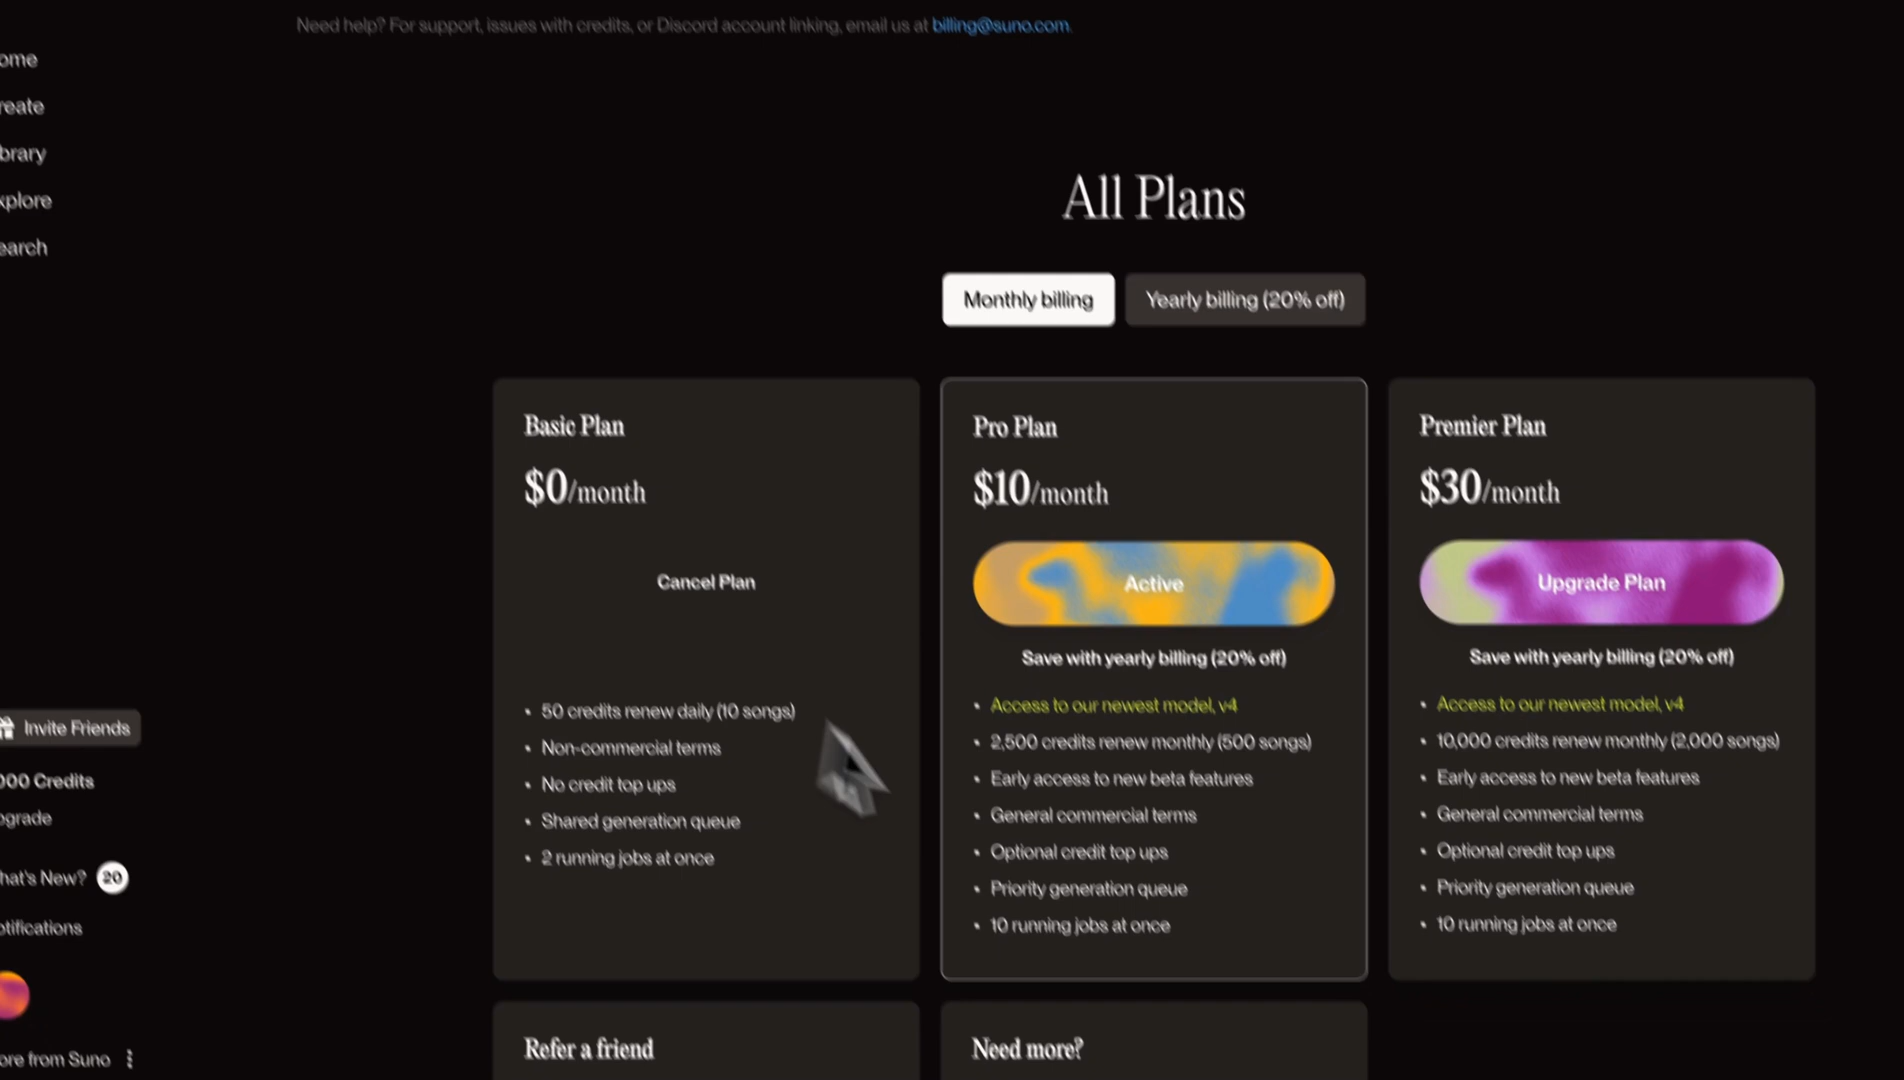 Need help? For support, issues with credits, or Discord account linking, email us at billing@suno.com.
ome
reate
brary
xplore
earch
All Plans
Monthly billing
Yearly billing (20% off)
Basic Plan
$0/month
Cancel Plan
• 50 credits renew daily (10 songs)
• Non-commercial terms
• No credit top ups
• Shared generation queue
• 2 running jobs at once
Pro Plan
$10/month
Active
Save with yearly billing (20% off)
• Access to our newest model, v4
• 2,500 credits renew monthly (500 songs)
• Early access to new beta features
• General commercial terms
• Optional credit top ups
• Priority generation queue
• 10 running jobs at once
Premier Plan
$30/month
Upgrade Plan
Save with yearly billing (20% off)
• Access to our newest model, v4
• 10,000 credits renew monthly (2,000 songs)
• Early access to new beta features
• General commercial terms
• Optional credit top ups
• Priority generation queue
• 10 running jobs at once
Invite Friends
000 Credits
pgrade
hat's New? 20
otifications
ore from Suno
Refer a friend
Need more?